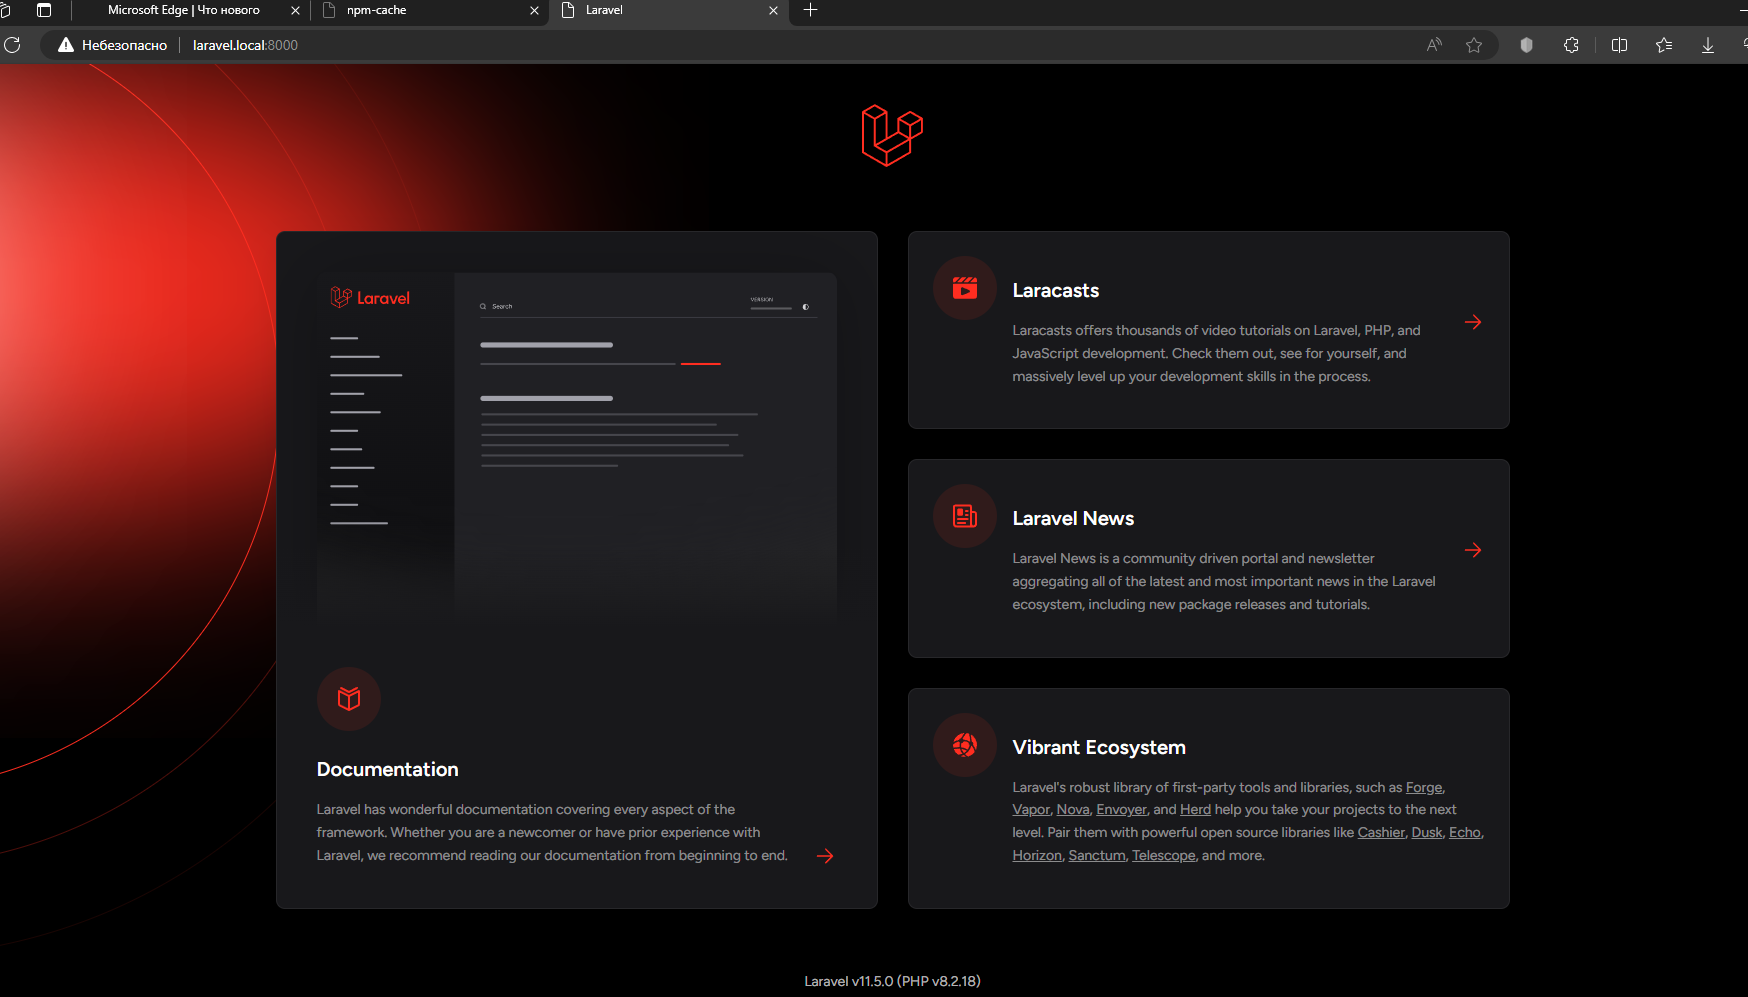 Microsoft Edge | Что нового
npm-cache
Laravel
Небезопасно
laravel.local:8000
Laravel
Search
VERSION
Documentation
Laravel has wonderful documentation covering every aspect of the
framework. Whether you are a newcomer or have prior experience with
Laravel, we recommend reading our documentation from beginning to end.
Laracasts
Laracasts offers thousands of video tutorials on Laravel, PHP, and
JavaScript development. Check them out, see for yourself, and
massively level up your development skills in the process.
Laravel News
Laravel News is a community driven portal and newsletter
aggregating all of the latest and most important news in the Laravel
ecosystem, including new package releases and tutorials.
Vibrant Ecosystem
Laravel's robust library of first-party tools and libraries, such as Forge,
Vapor, Nova, Envoyer, and Herd help you take your projects to the next
level. Pair them with powerful open source libraries like Cashier, Dusk, Echo,
Horizon, Sanctum, Telescope, and more.
Laravel v11.5.0 (PHP v8.2.18)